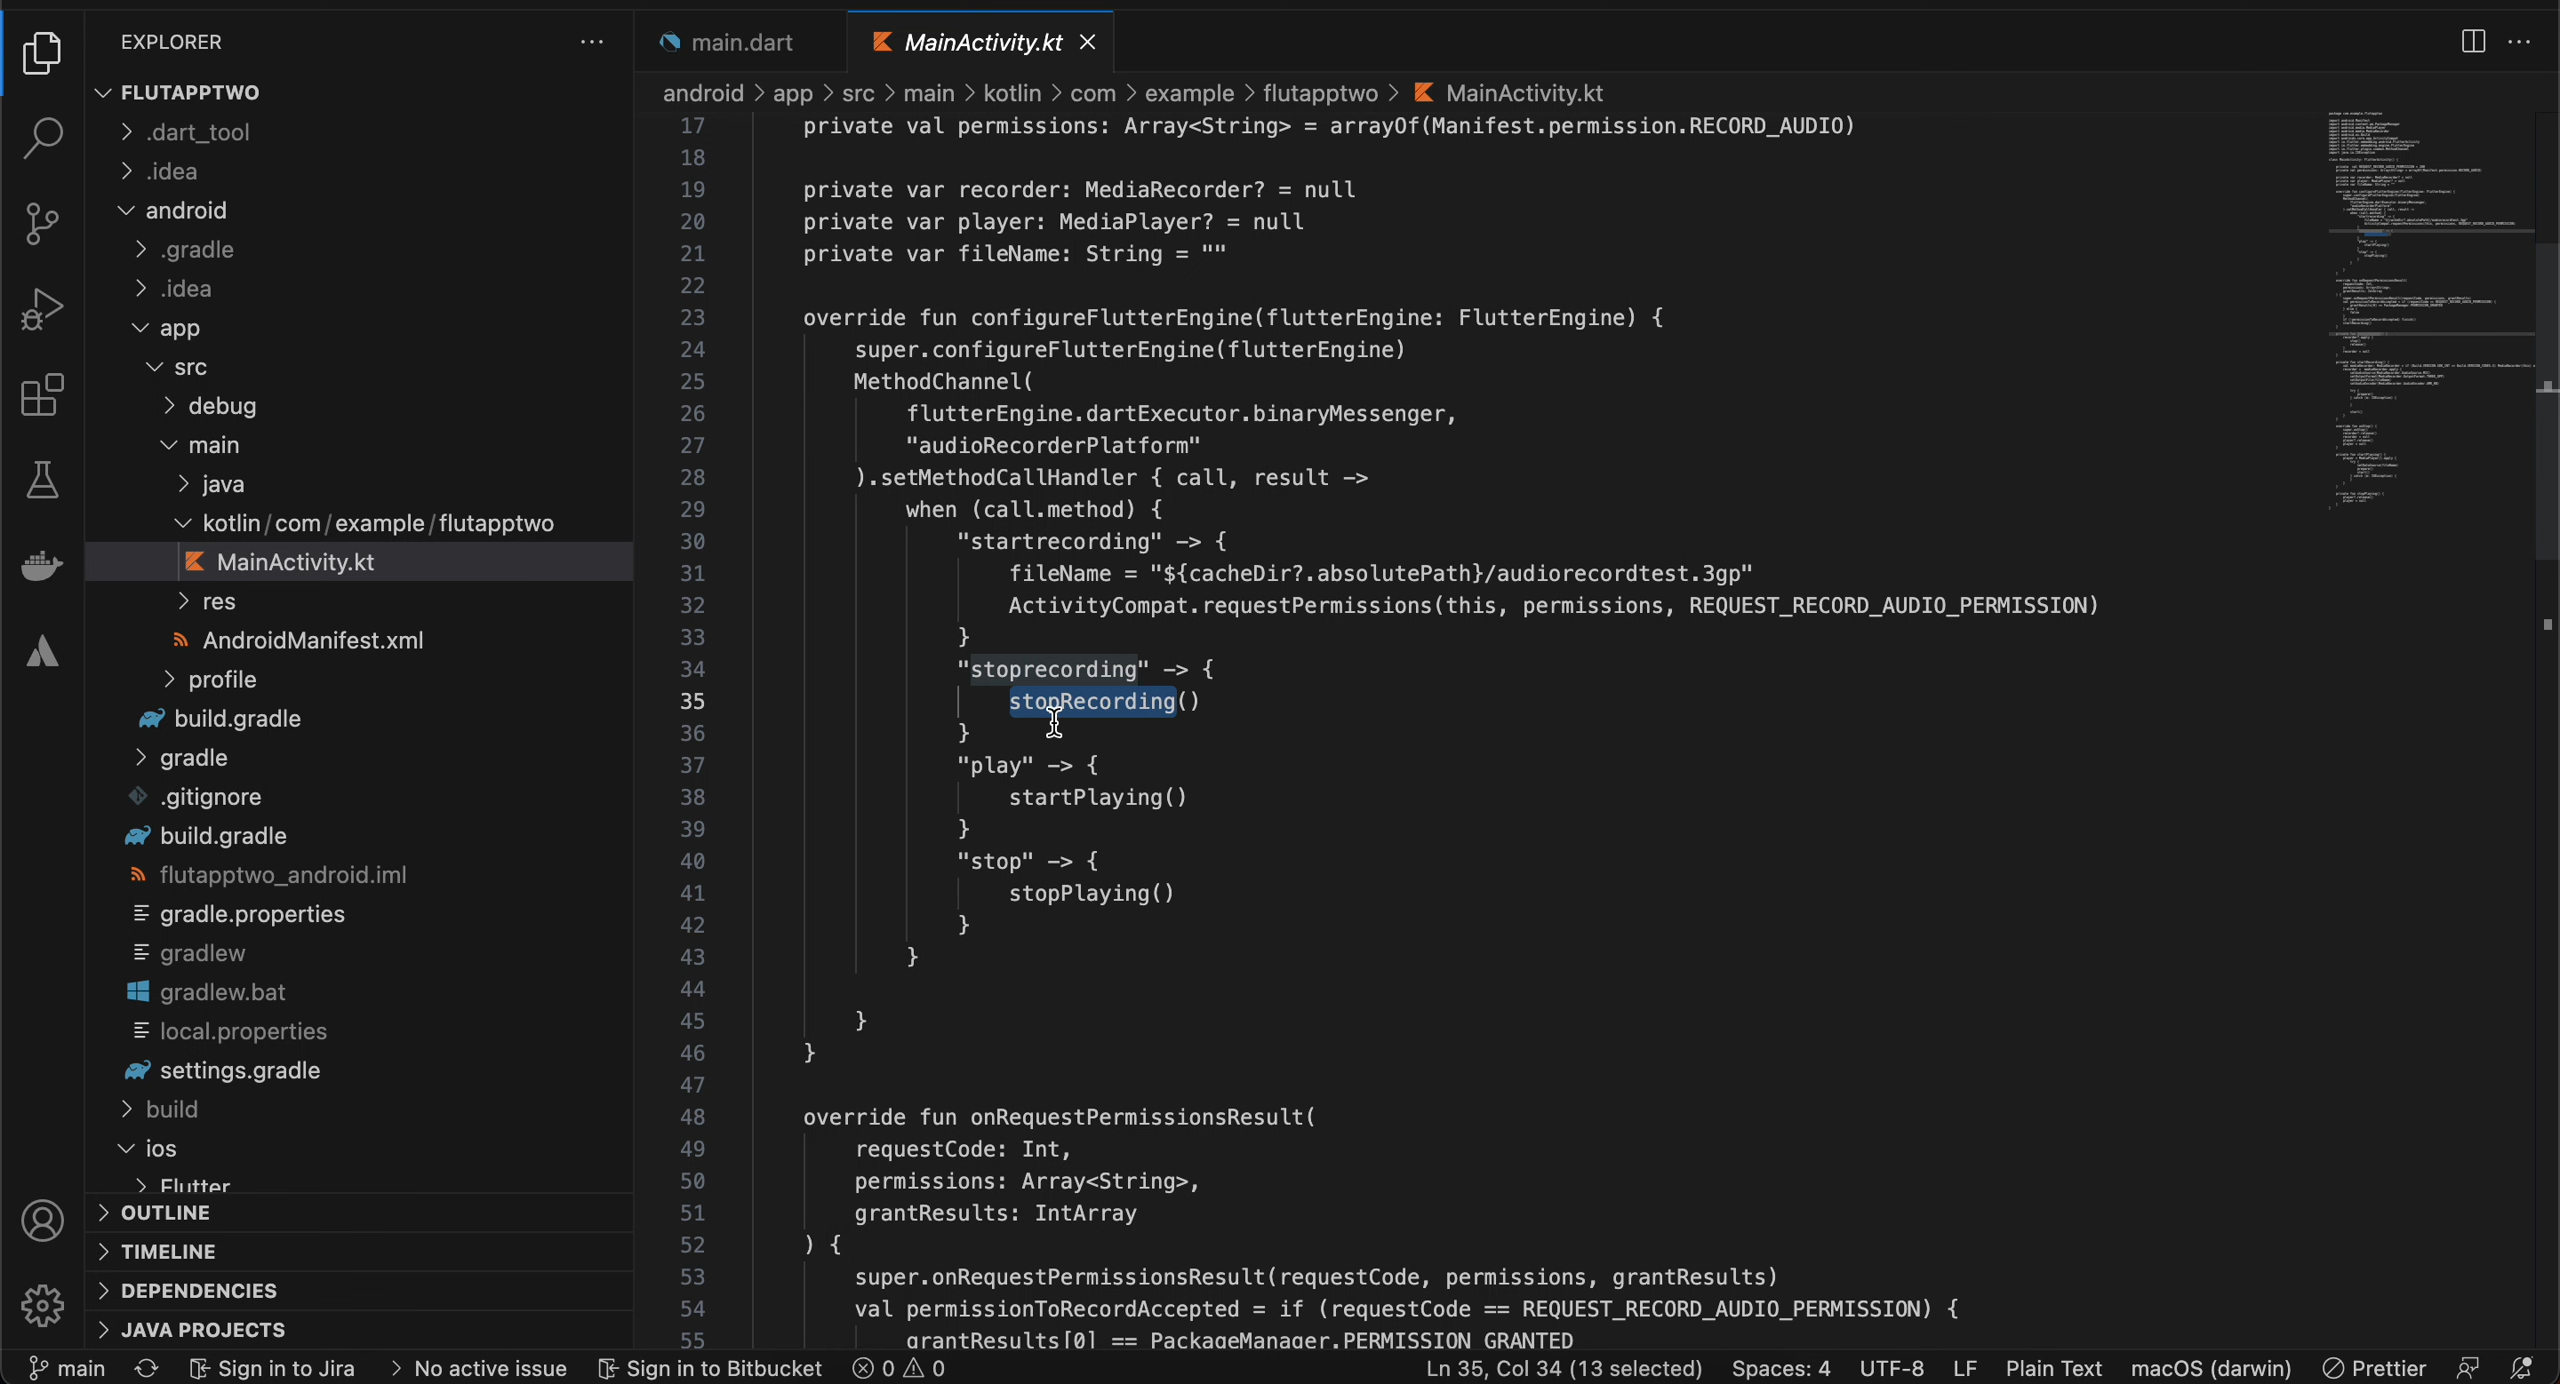 EXPLORER
FLUTAPPTWO
.dart_tool
.idea
android
.gradle
.idea
app
src
debug
main
java
kotlin/com/example/flutapptwo
MainActivity.kt
res
AndroidManifest.xml
profile
build.gradle
gradle
.gitignore
build.gradle
flutapptwo_android.iml
gradle.properties
gradlew
gradlew.bat
local.properties
settings.gradle
build
ios
Flutter
OUTLINE
TIMELINE
DEPENDENCIES
JAVA PROJECTS
main.dart
MainActivity.kt
android > app > src > main > kotlin > com > example > flutapptwo > MainActivity.kt
17 private val permissions: Array<String> = arrayOf(Manifest.permission.RECORD_AUDIO)
18
19 private var recorder: MediaRecorder? = null
20 private var player: MediaPlayer? = null
21 private var fileName: String = ""
22
23 override fun configureFlutterEngine(flutterEngine: FlutterEngine) {
24 super.configureFlutterEngine(flutterEngine)
25 MethodChannel(
26 flutterEngine.dartExecutor.binaryMessenger,
27 "audioRecorderPlatform"
28 ).setMethodCallHandler { call, result ->
29 when (call.method) {
30 "startrecording" -> {
31 fileName = "${cacheDir?.absolutePath}/audiorecordtest.3gp"
32 ActivityCompat.requestPermissions(this, permissions, REQUEST_RECORD_AUDIO_PERMISSION)
33 }
34 "stoprecording" -> {
35 stopRecording()
36 }
37 "play" -> {
38 startPlaying()
39 }
40 "stop" -> {
41 stopPlaying()
42 }
43 }
44
45 }
46 }
47
48 override fun onRequestPermissionsResult(
49 requestCode: Int,
50 permissions: Array<String>,
51 grantResults: IntArray
52 ) {
53 super.onRequestPermissionsResult(requestCode, permissions, grantResults)
54 val permissionToRecordAccepted = if (requestCode == REQUEST_RECORD_AUDIO_PERMISSION) {
55 grantResults[0] == PackageManager.PERMISSION_GRANTED
main Sign in to Jira > No active issue Sign in to Bitbucket 0 0 Ln 35, Col 34 (13 selected) Spaces: 4 UTF-8 LF Plain Text macOS (darwin) Prettier